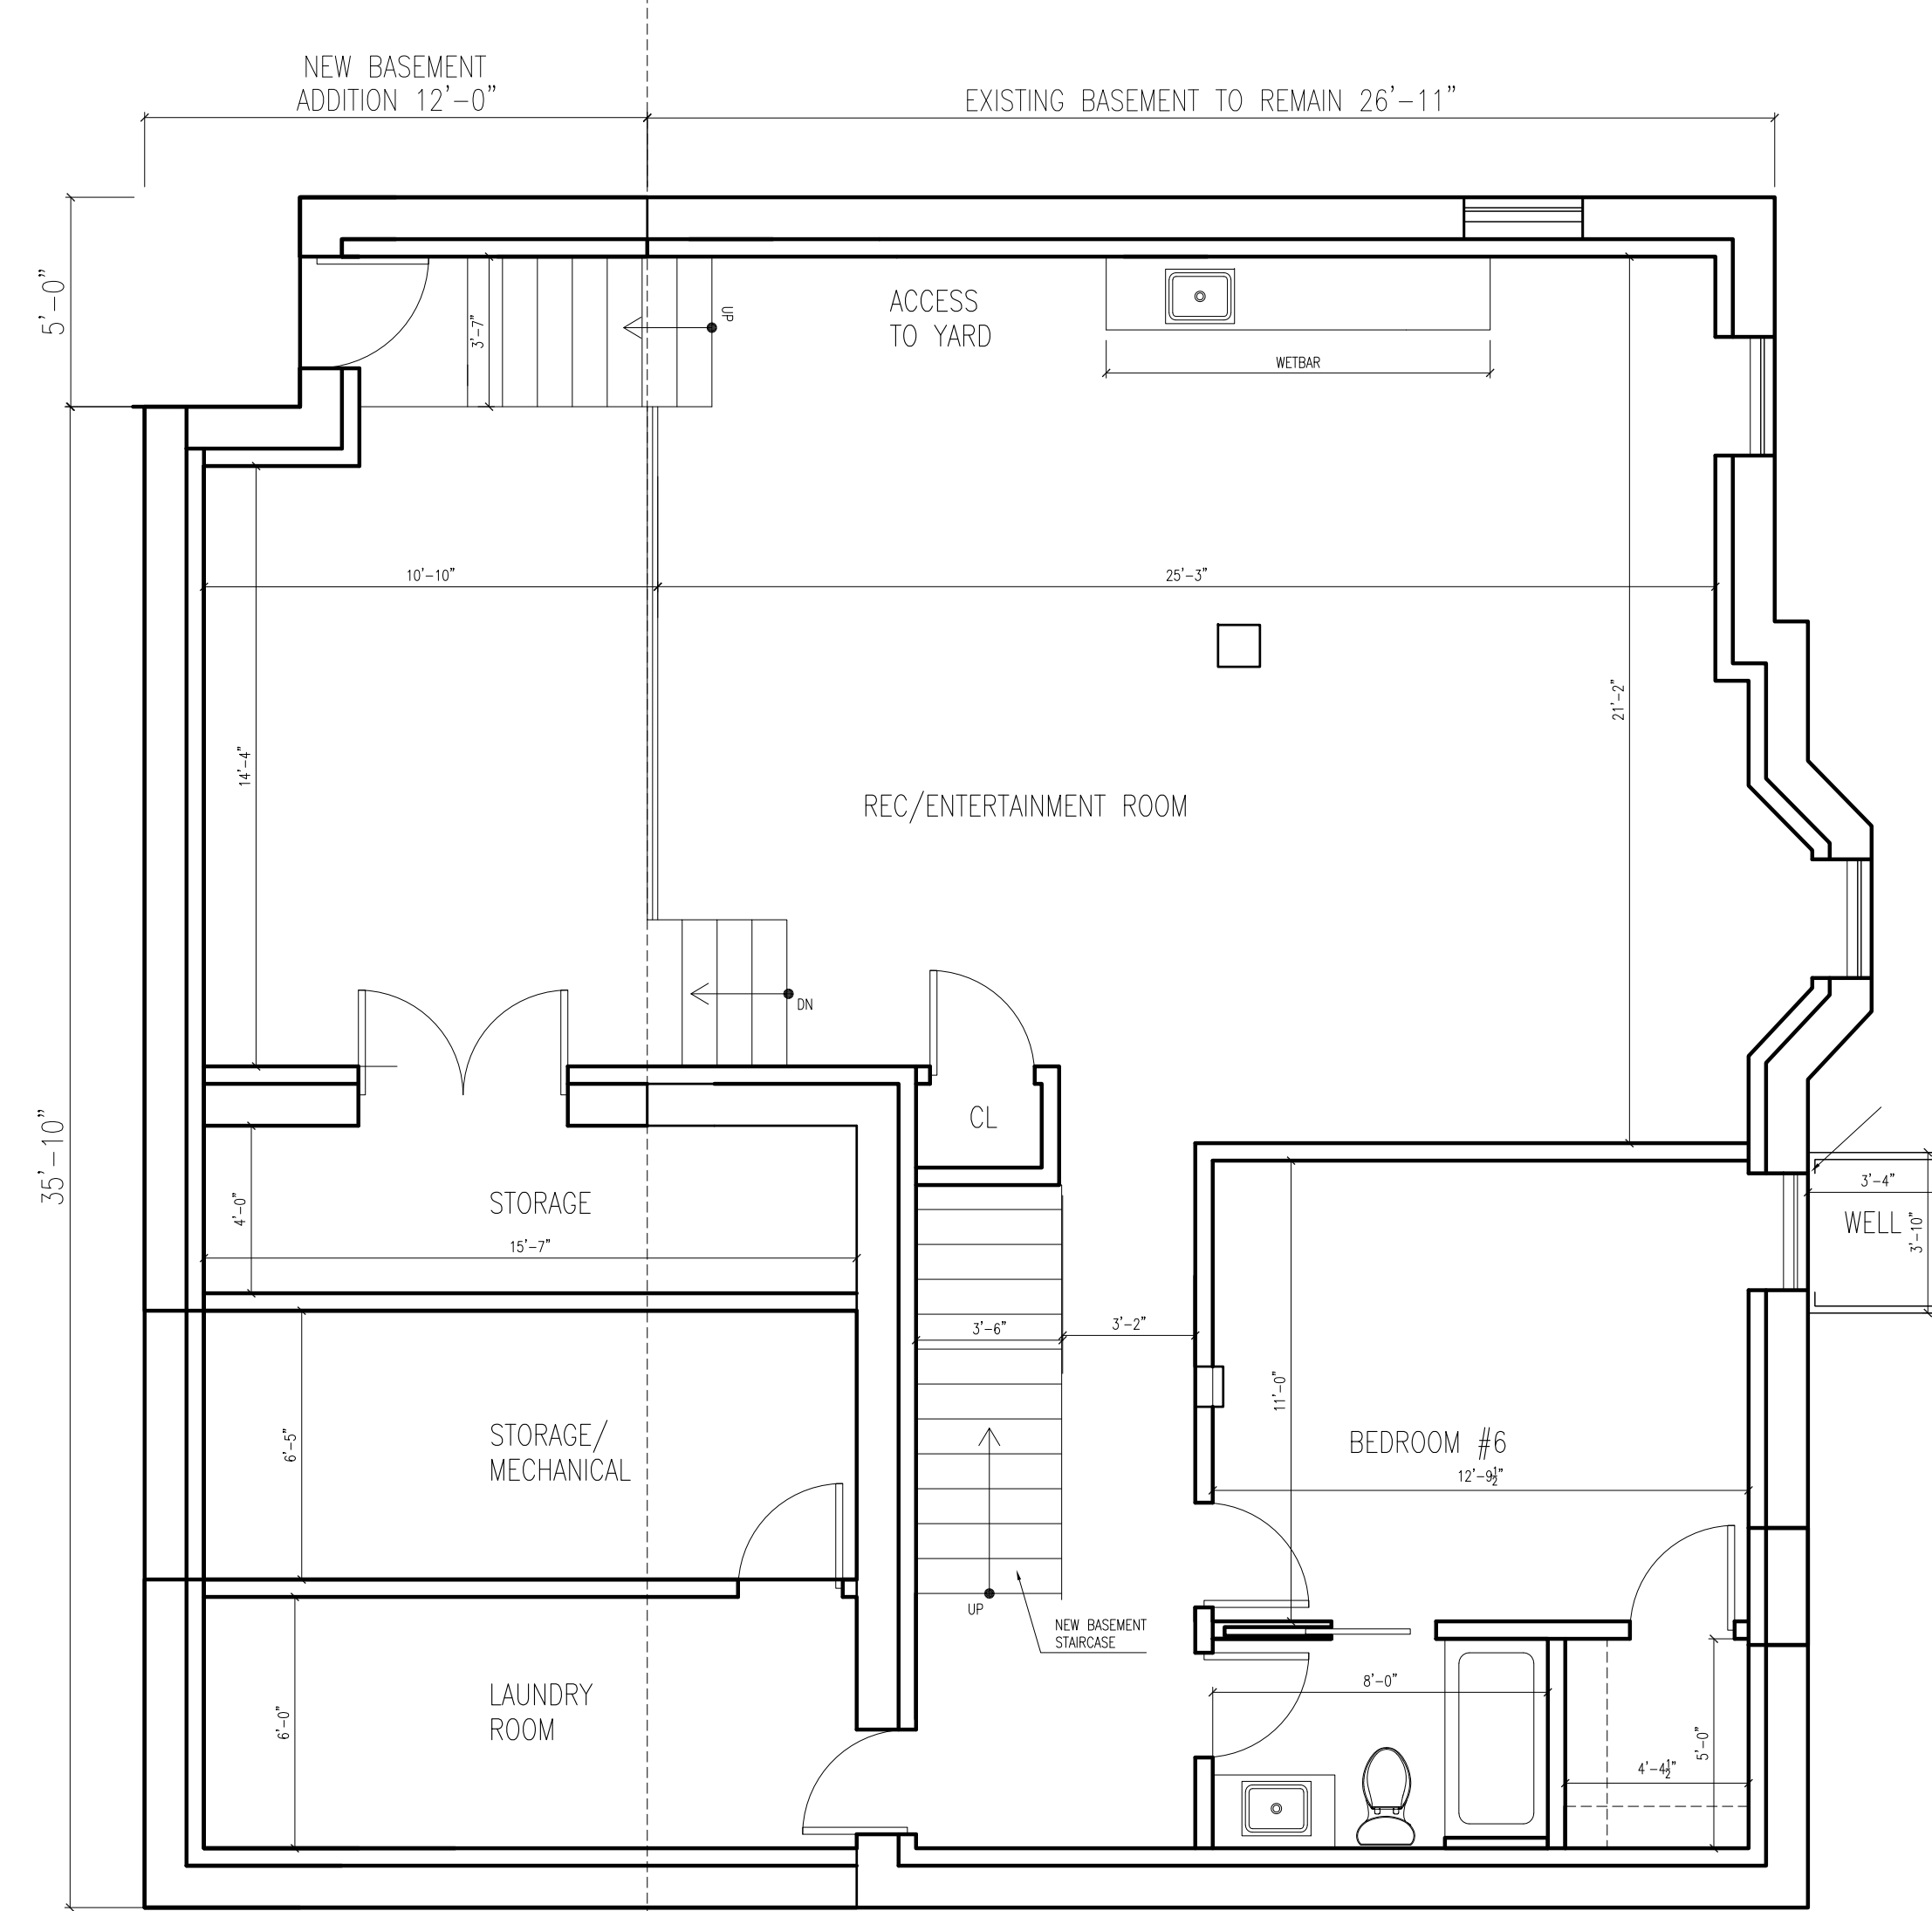 NEW BASEMENT
ADDITION 12'-0"
EXISTING BASEMENT TO REMAIN 26'-11"
5'-0"
3'-7"
UP
ACCESS
TO YARD
WETBAR
10'-10"
25'-3"
14'-4"
21'-2"
REC/ENTERTAINMENT ROOM
DN
CL
35'-10"
4'-0"
STORAGE
15'-7"
3'-4"
WELL
3'-10"
3'-6"
3'-2"
11'-0"
6'-5"
STORAGE/
MECHANICAL
BEDROOM #6
12'-9½"
UP
NEW BASEMENT
STAIRCASE
6'-0"
LAUNDRY
ROOM
8'-0"
5'-0"
4'-4½"